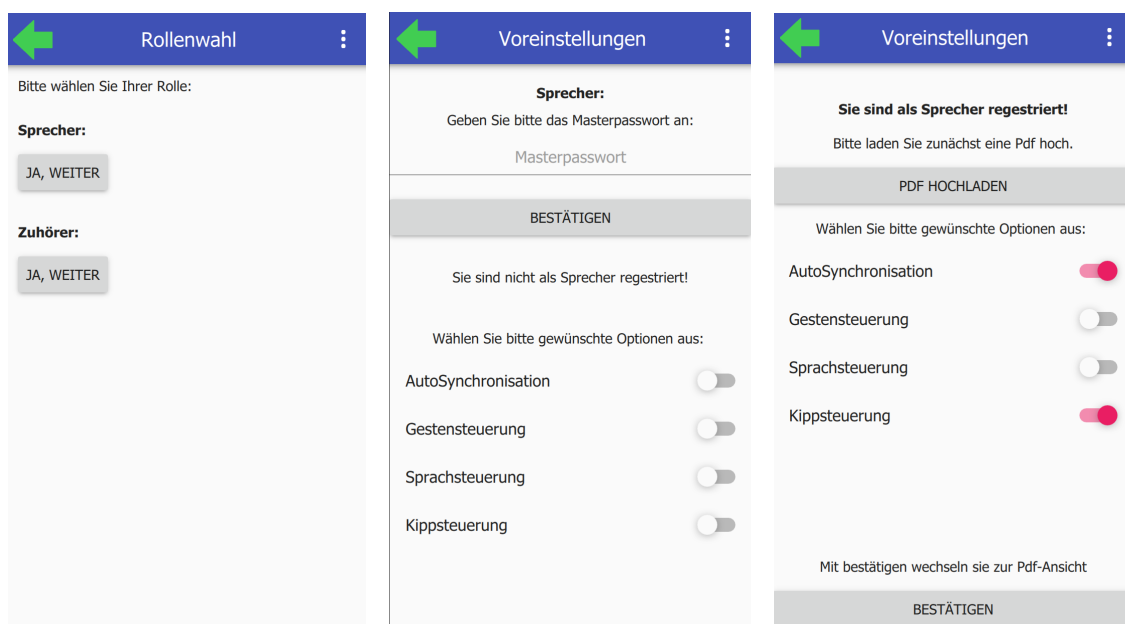 Rollenwahl
Bitte wählen Sie Ihrer Rolle:
Sprecher:
JA, WEITER
Zuhörer:
JA, WEITER
Voreinstellungen
Sprecher:
Geben Sie bitte das Masterpasswort an:
Masterpasswort
BESTÄTIGEN
Sie sind nicht als Sprecher regestriert!
Wählen Sie bitte gewünschte Optionen aus:
AutoSynchronisation
Gestensteuerung
Sprachsteuerung
Kippsteuerung
Voreinstellungen
Sie sind als Sprecher regestriert!
Bitte laden Sie zunächst eine Pdf hoch.
PDF HOCHLADEN
Wählen Sie bitte gewünschte Optionen aus:
AutoSynchronisation
Gestensteuerung
Sprachsteuerung
Kippsteuerung
Mit bestätigen wechseln sie zur Pdf-Ansicht
BESTÄTIGEN